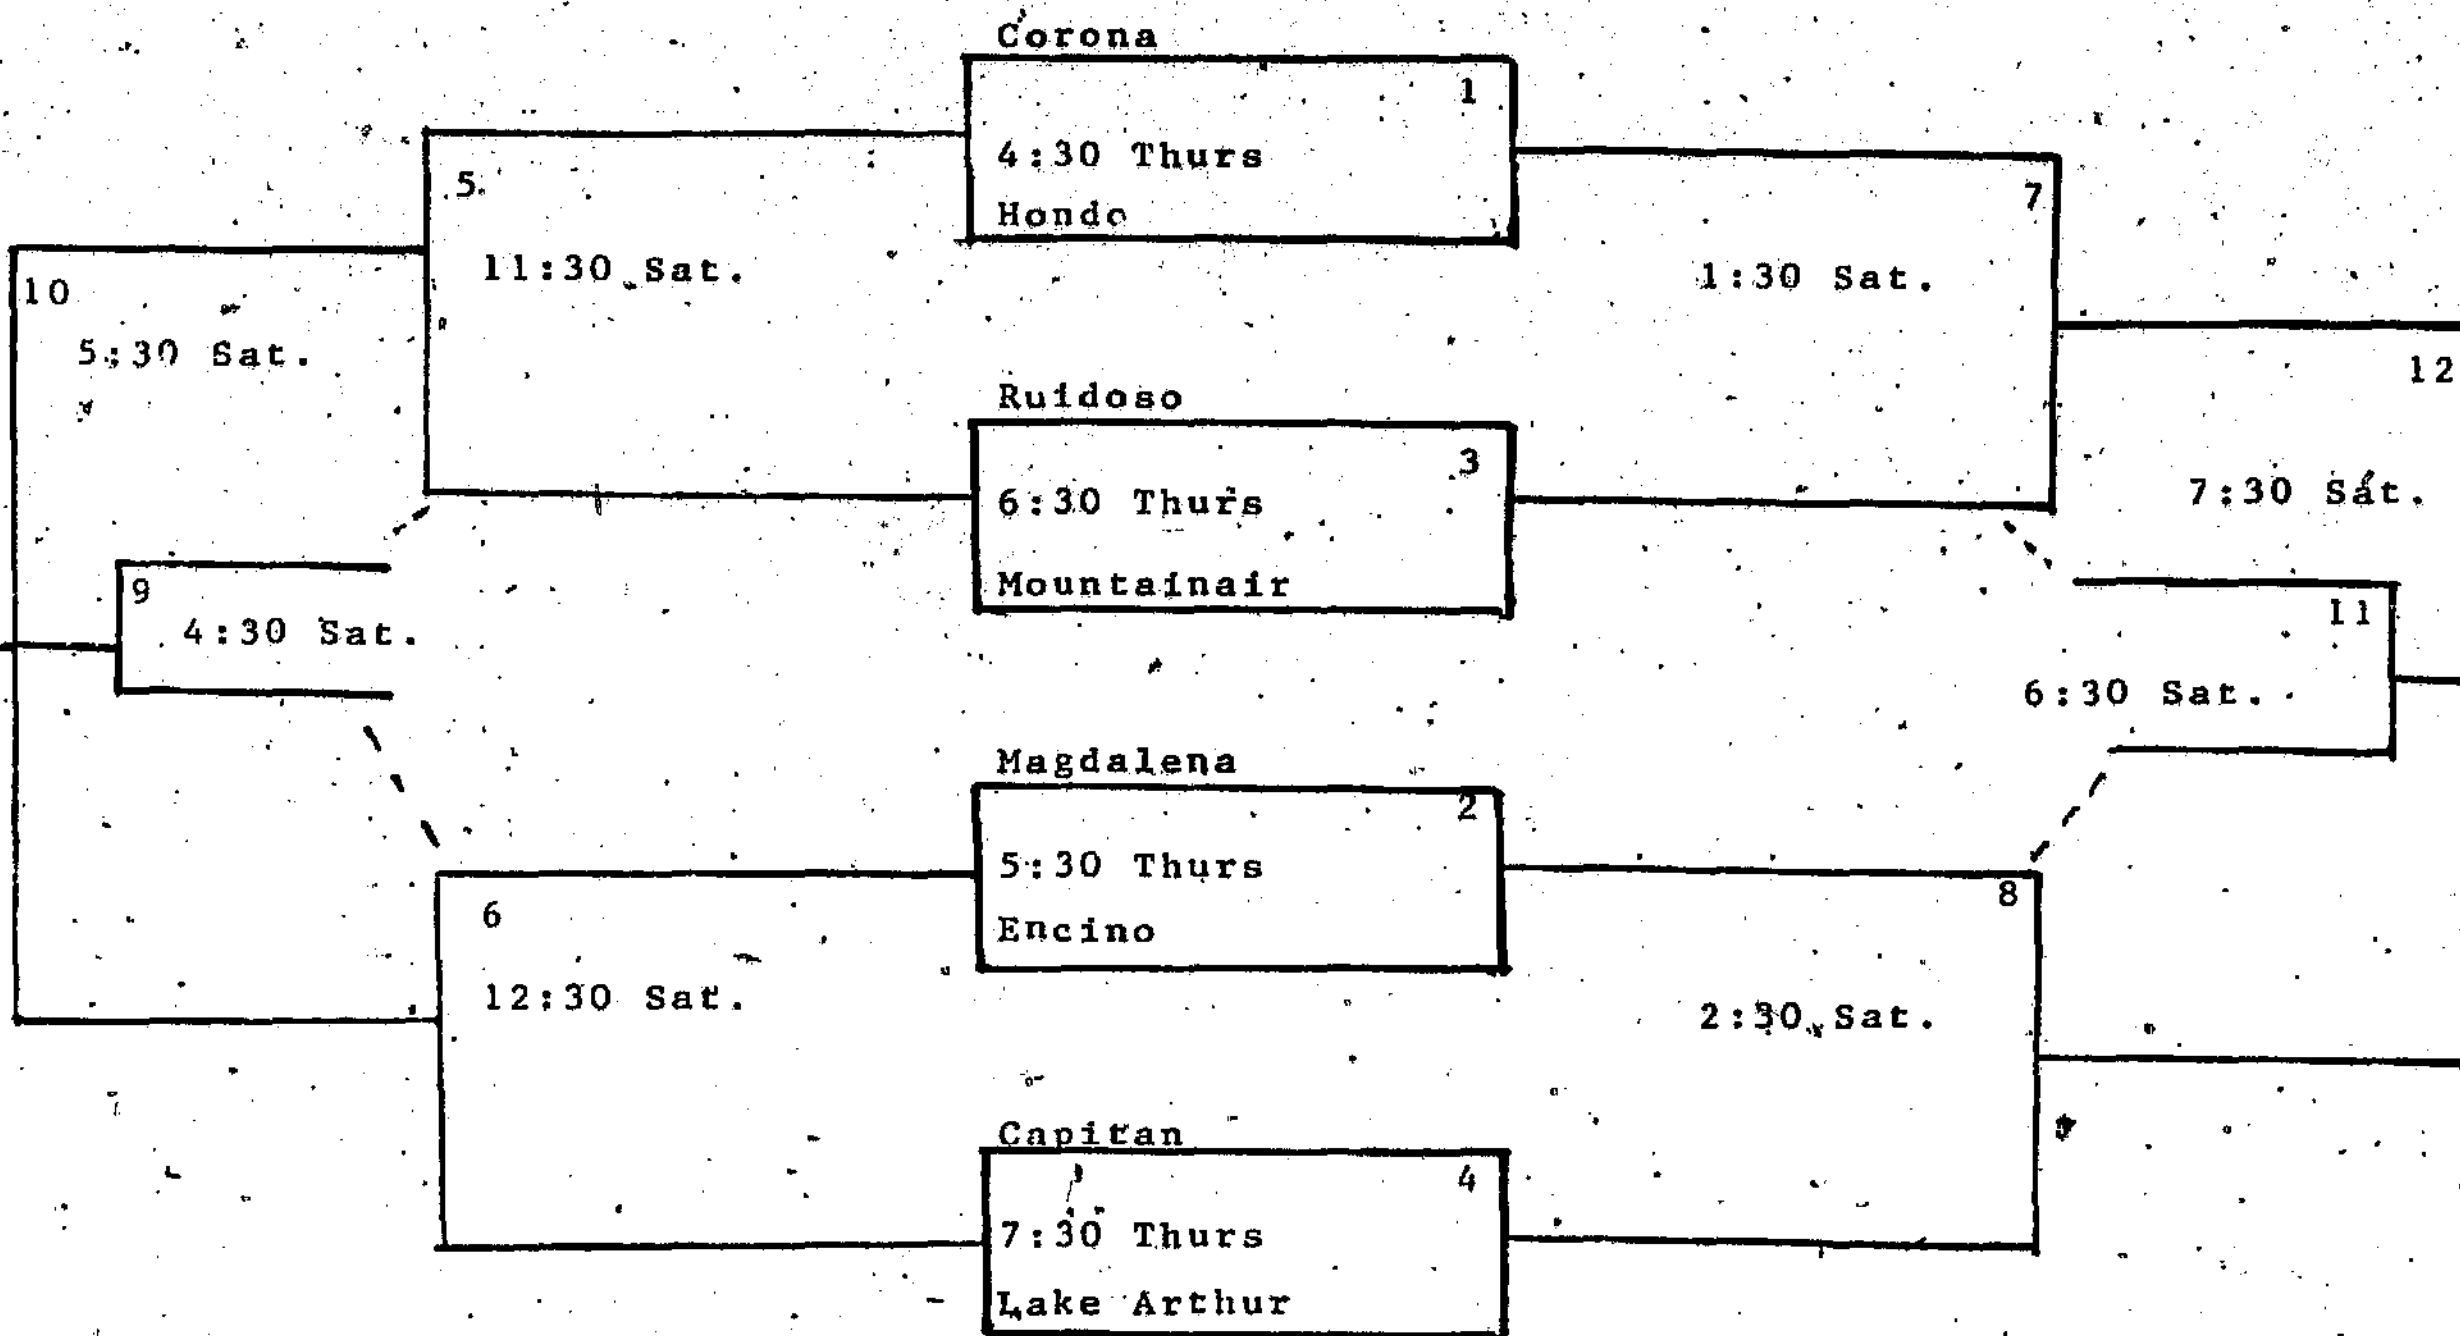 Corona
1
4:30 Thurs
Hondo
5
11:30 Sat.
7
1:30 Sat.
10
5:30 Sat.
12
7:30 Sat.
Ruidoso
3
6:30 Thurs
Mountainair
9
4:30 Sat.
11
6:30 Sat.
Magdalena
2
5:30 Thurs
Encino
6
12:30 Sat.
8
2:30 Sat.
Capitan
4
7:30 Thurs
Lake Arthur